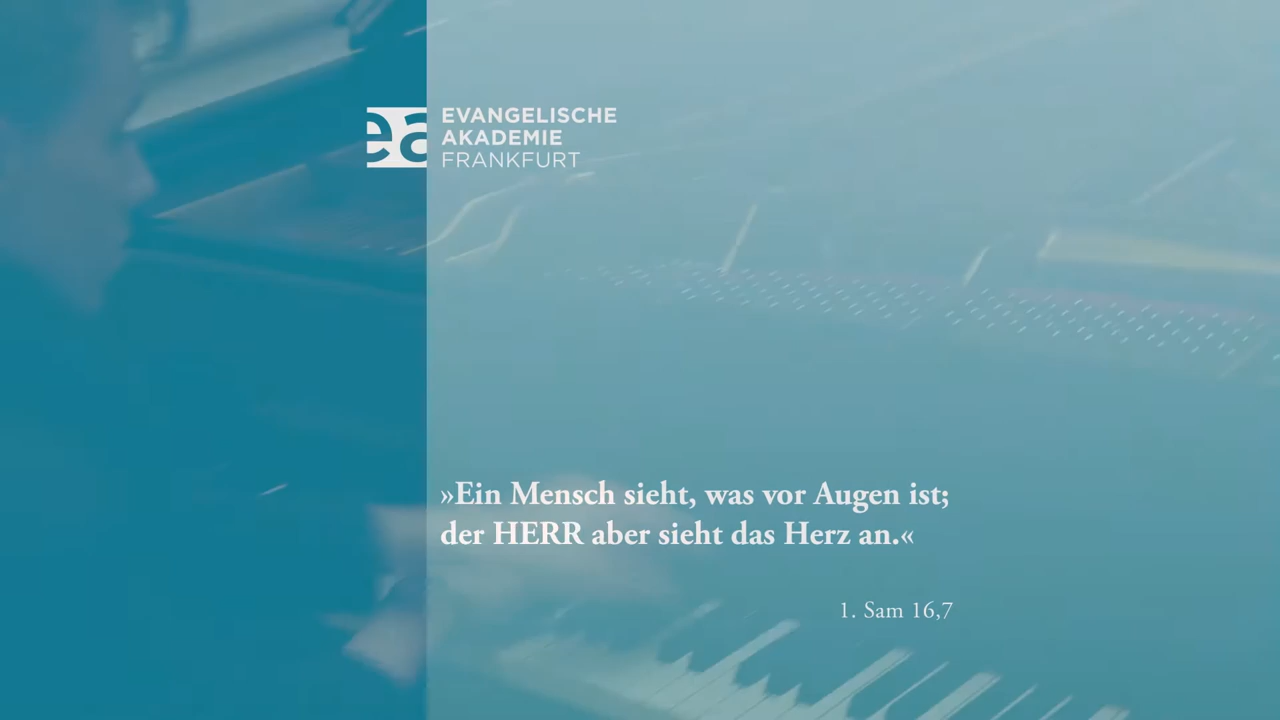 ea
EVANGELISCHE
AKADEMIE
FRANKFURT
»Ein Mensch sieht, was vor Augen ist;
der HERR aber sieht das Herz an.«
1. Sam 16,7